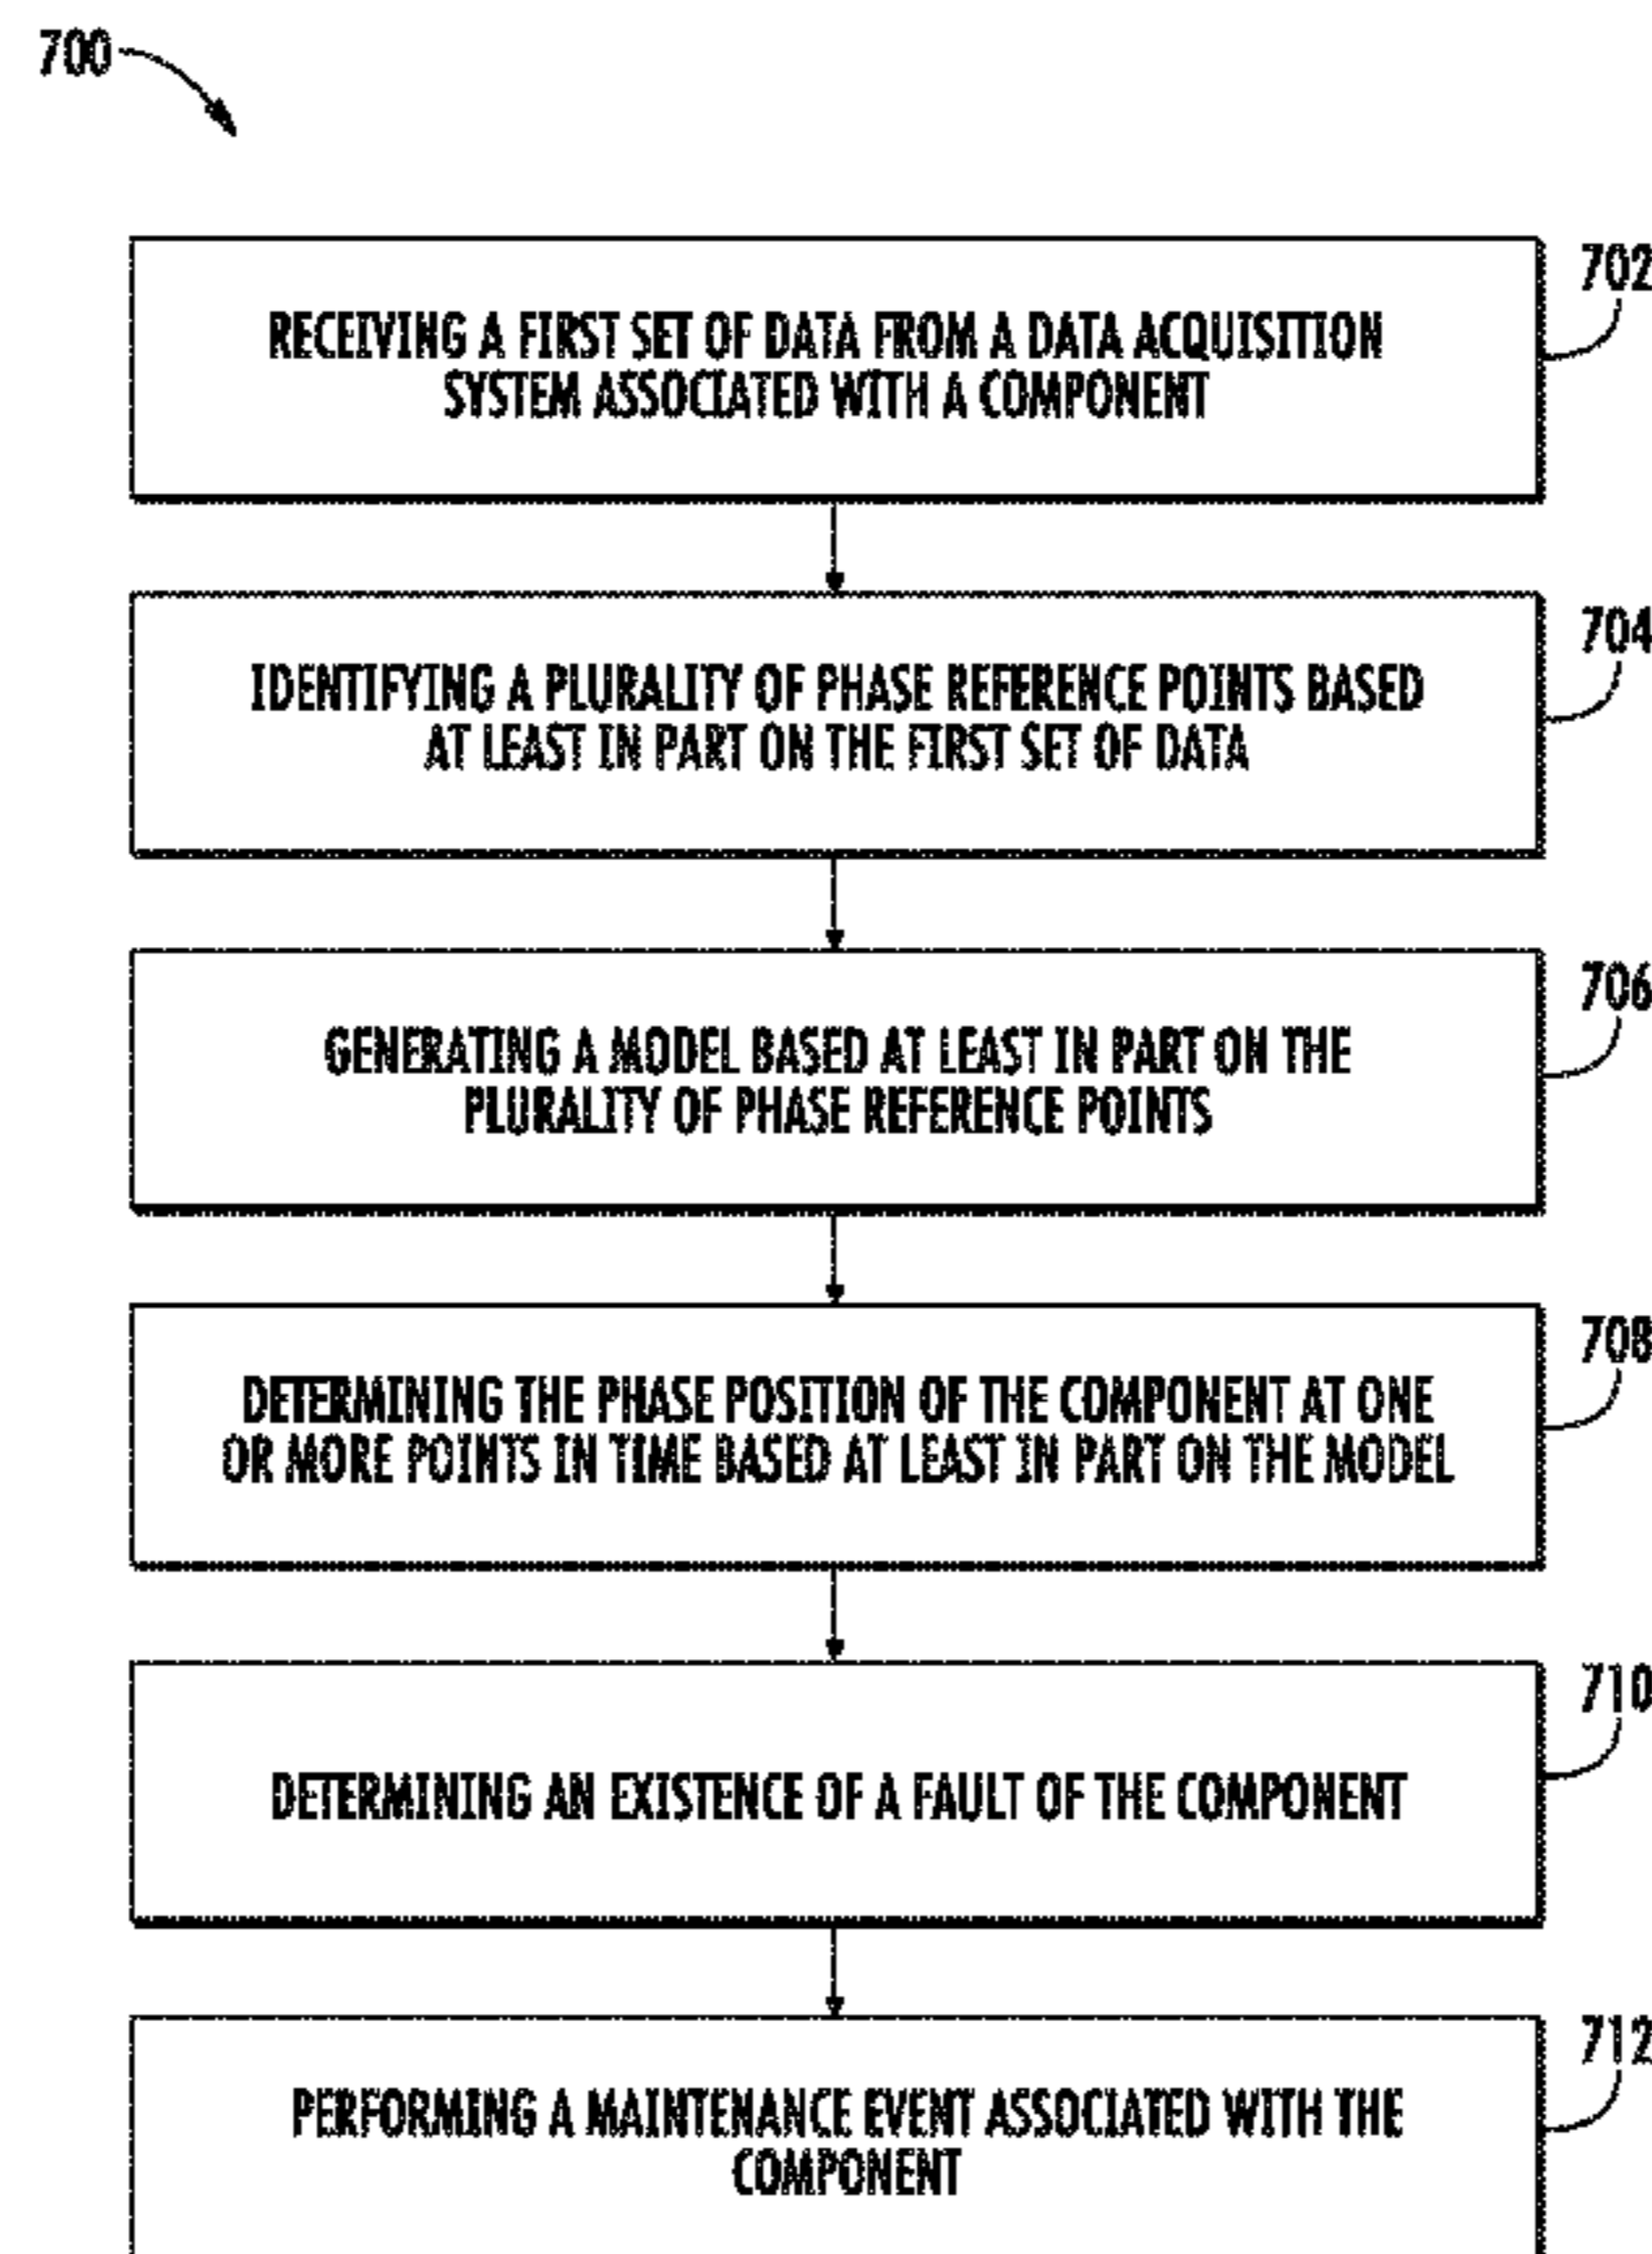 700
702
RECEIVING A FIRST SET OF DATA FROM A DATA ACQUISITION
SYSTEM ASSOCIATED WITH A COMPONENT
704
IDENTIFYING A PLURALITY OF PHASE REFERENCE POINTS BASED
AT LEAST IN PART ON THE FIRST SET OF DATA
706
GENERATING A MODEL BASED AT LEAST IN PART ON THE
PLURALITY OF PHASE REFERENCE POINTS
708
DETERMINING THE PHASE POSITION OF THE COMPONENT AT ONE
OR MORE POINTS IN TIME BASED AT LEAST IN PART ON THE MODEL
710
DETERMINING AN EXISTENCE OF A FAULT OF THE COMPONENT
712
PERFORMING A MAINTENANCE EVENT ASSOCIATED WITH THE
COMPONENT